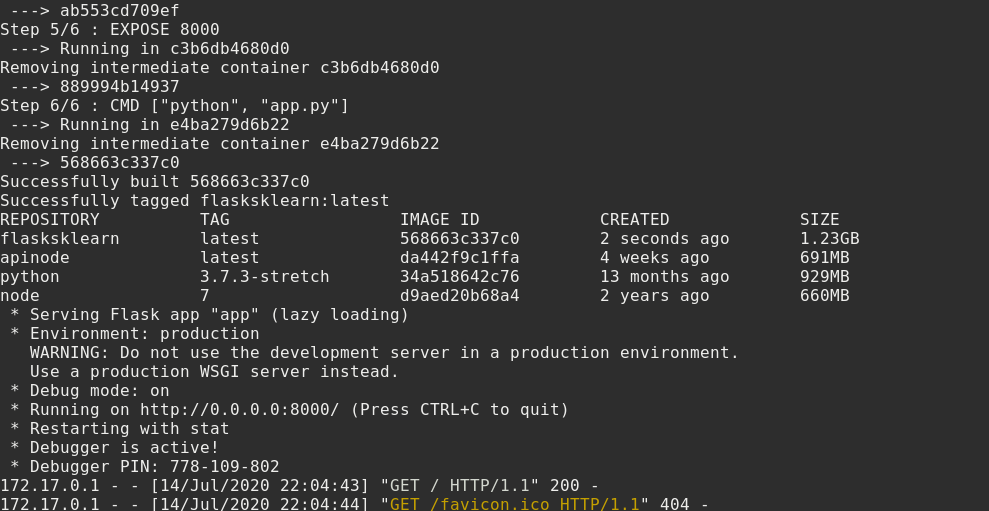 ---> ab553cd709ef
Step 5/6 : EXPOSE 8000
 ---> Running in c3b6db4680d0
Removing intermediate container c3b6db4680d0
 ---> 889994b14937
Step 6/6 : CMD ["python", "app.py"]
 ---> Running in e4ba279d6b22
Removing intermediate container e4ba279d6b22
 ---> 568663c337c0
Successfully built 568663c337c0
Successfully tagged flasksklearn:latest
REPOSITORY          TAG                 IMAGE ID            CREATED             SIZE
flasksklearn        latest              568663c337c0        2 seconds ago       1.23GB
apinode             latest              da442f9c1ffa        4 weeks ago         691MB
python              3.7.3-stretch       34a518642c76        13 months ago       929MB
node                7                   d9aed20b68a4        2 years ago         660MB
 * Serving Flask app "app" (lazy loading)
 * Environment: production
   WARNING: Do not use the development server in a production environment.
   Use a production WSGI server instead.
 * Debug mode: on
 * Running on http://0.0.0.0:8000/ (Press CTRL+C to quit)
 * Restarting with stat
 * Debugger is active!
 * Debugger PIN: 778-109-802
172.17.0.1 - - [14/Jul/2020 22:04:43] "GET / HTTP/1.1" 200 -
172.17.0.1 - - [14/Jul/2020 22:04:44] "GET /favicon.ico HTTP/1.1" 404 -